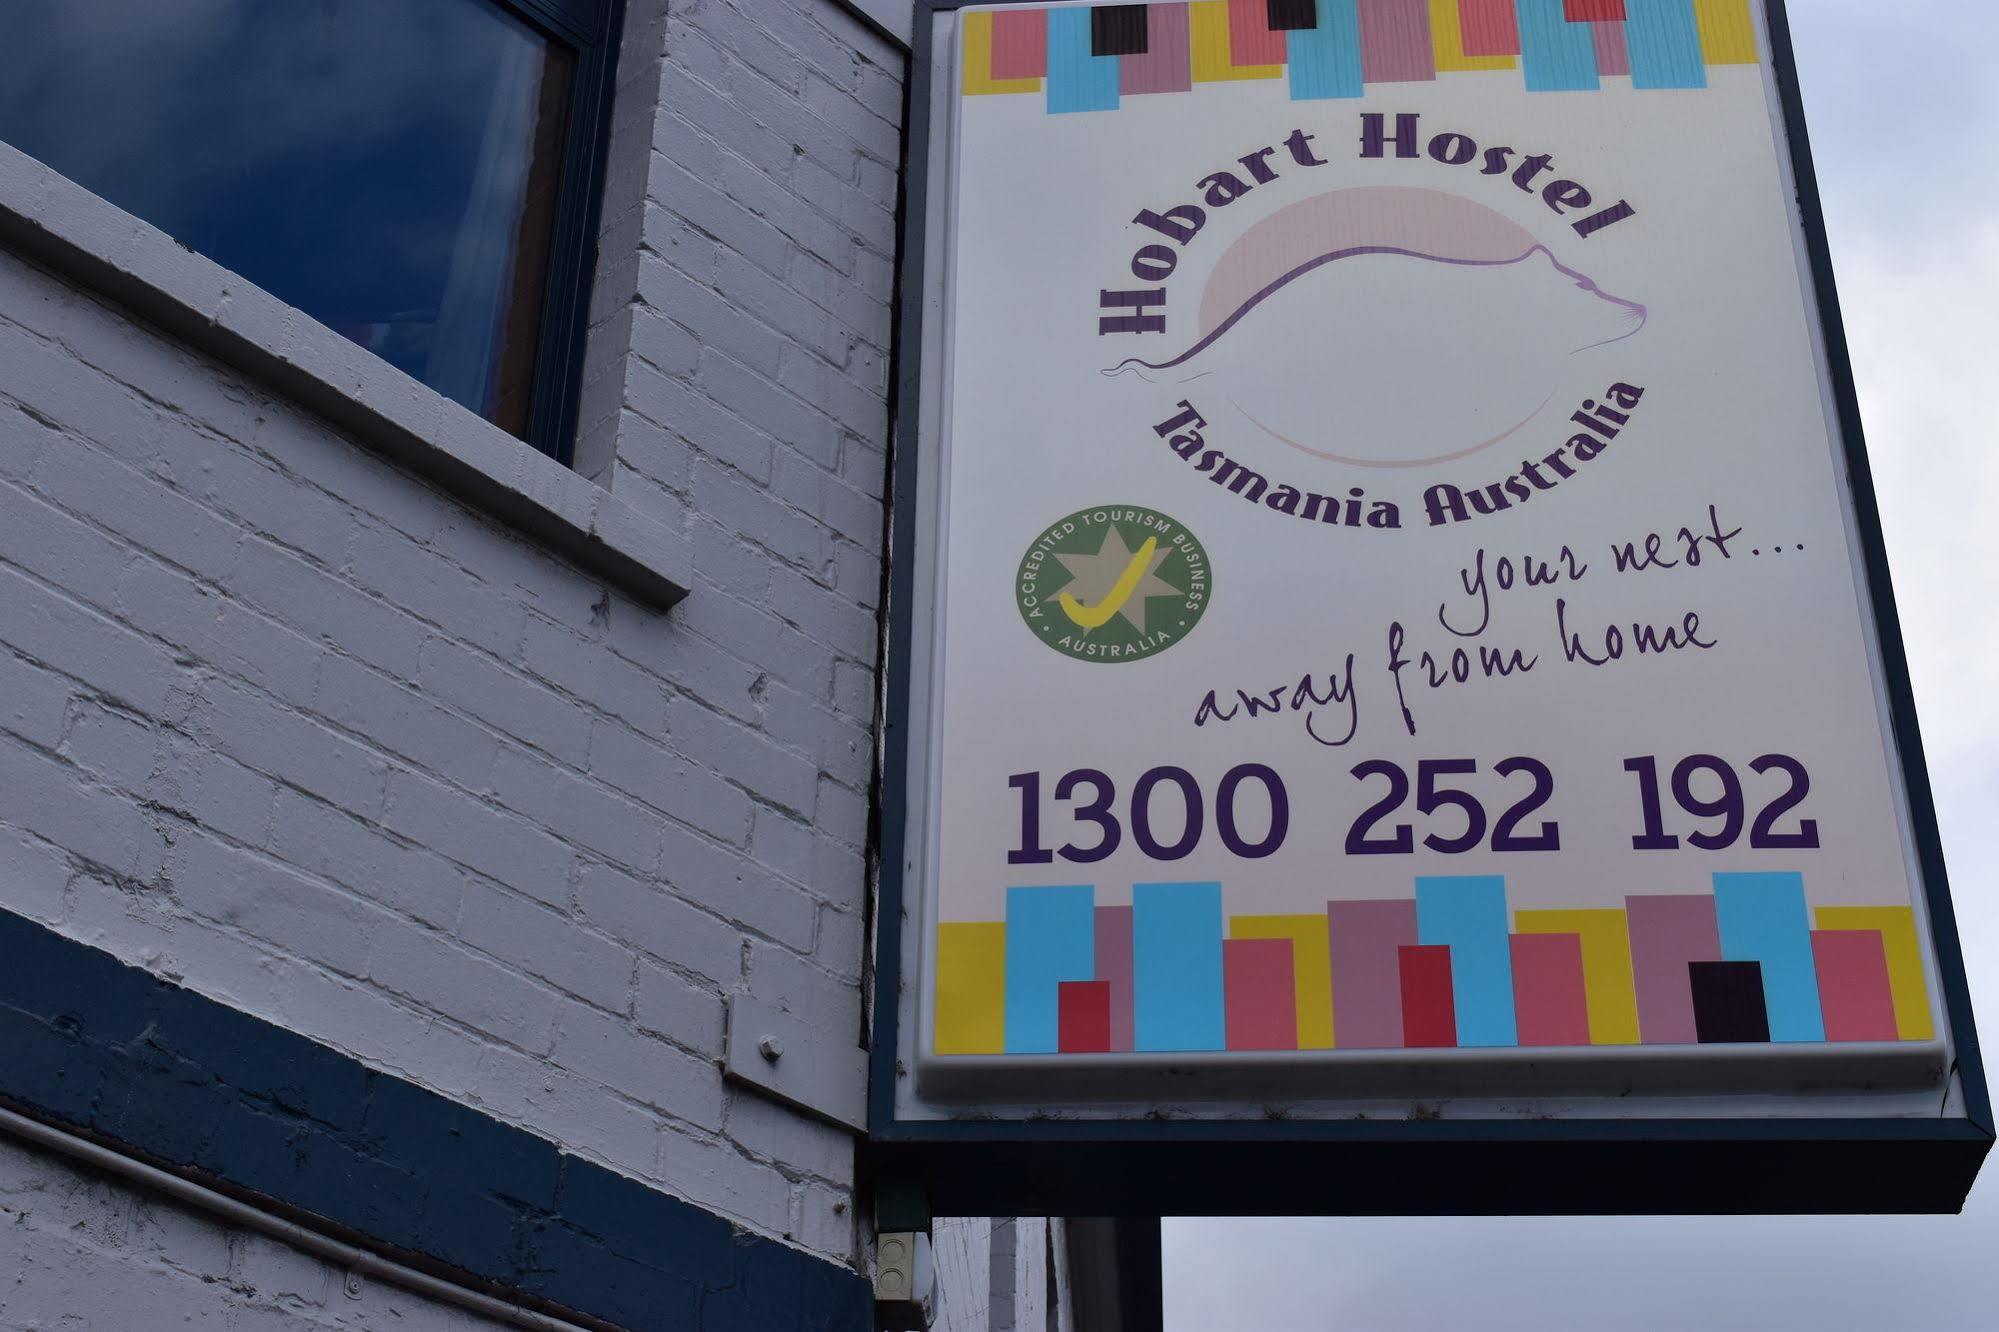 Hobart Hostel
Tasmania Australia
ACCREDITED TOURISM BUSINESS
• AUSTRALIA •
your nest...
away from home
1300 252 192